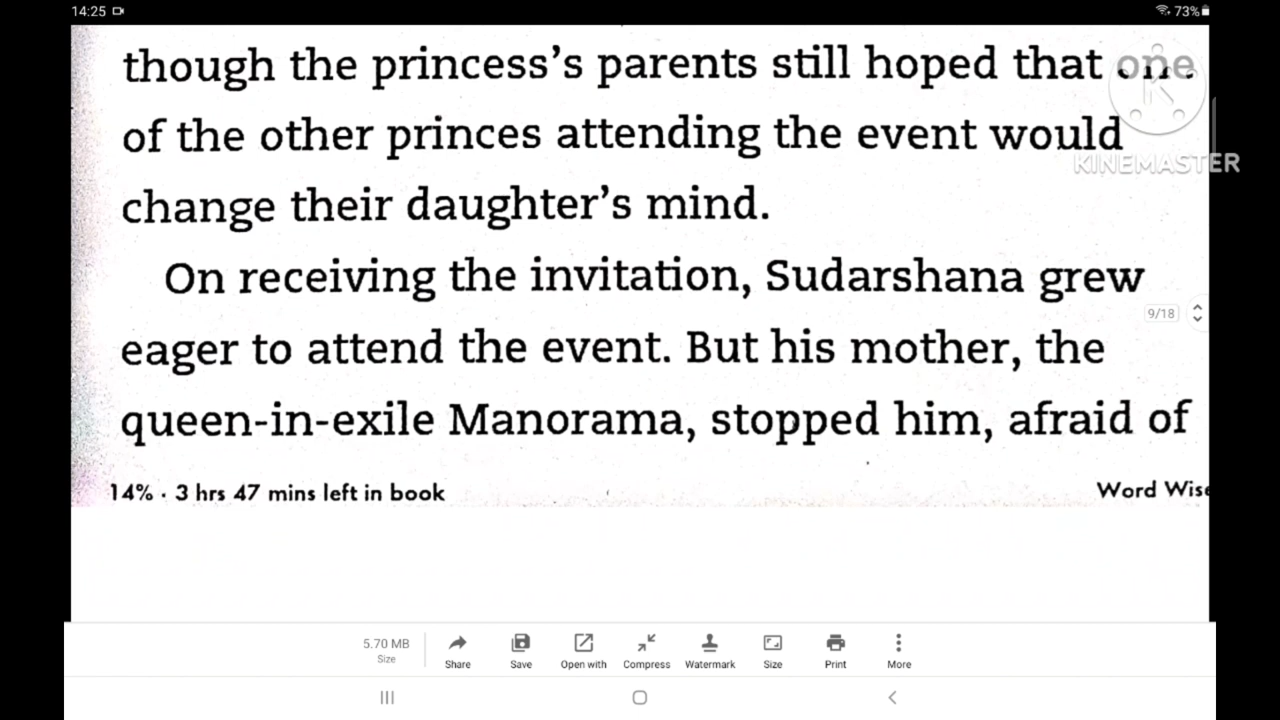 14:25 73%
though the princess's parents still hoped that one
of the other princes attending the event would
KINEMASTER
change their daughter's mind.
On receiving the invitation, Sudarshana grew
9/18
eager to attend the event. But his mother, the
queen-in-exile Manorama, stopped him, afraid of
14% · 3 hrs 47 mins left in book Word Wise
5.70 MB
Size
Share Save Open with Compress Watermark Size Print More